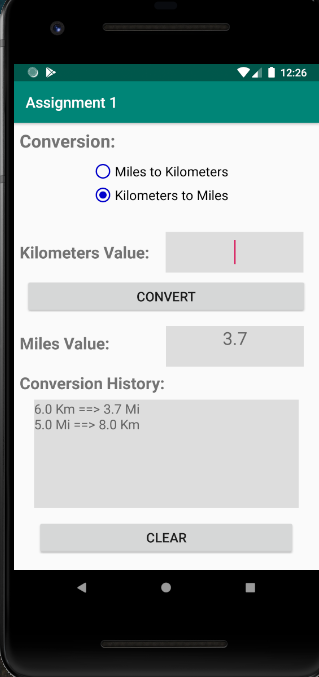 12:26
Assignment 1
Conversion:
Miles to Kilometers
Kilometers to Miles
Kilometers Value:
CONVERT
Miles Value: 3.7
Conversion History:
6.0 Km ==> 3.7 Mi
5.0 Mi ==> 8.0 Km
CLEAR